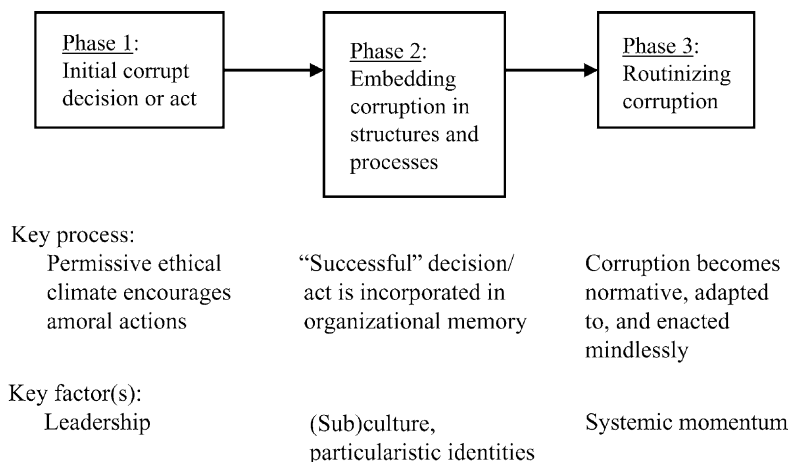 Phase 1:
Initial corrupt
decision or act
Phase 2:
Embedding
corruption in
structures and
processes
Phase 3:
Routinizing
corruption
Key process:
Permissive ethical
climate encourages
amoral actions
“Successful” decision/
act is incorporated in
organizational memory
Corruption becomes
normative, adapted
to, and enacted
mindlessly
Key factor(s):
Leadership
(Sub)culture,
particularistic identities
Systemic momentum